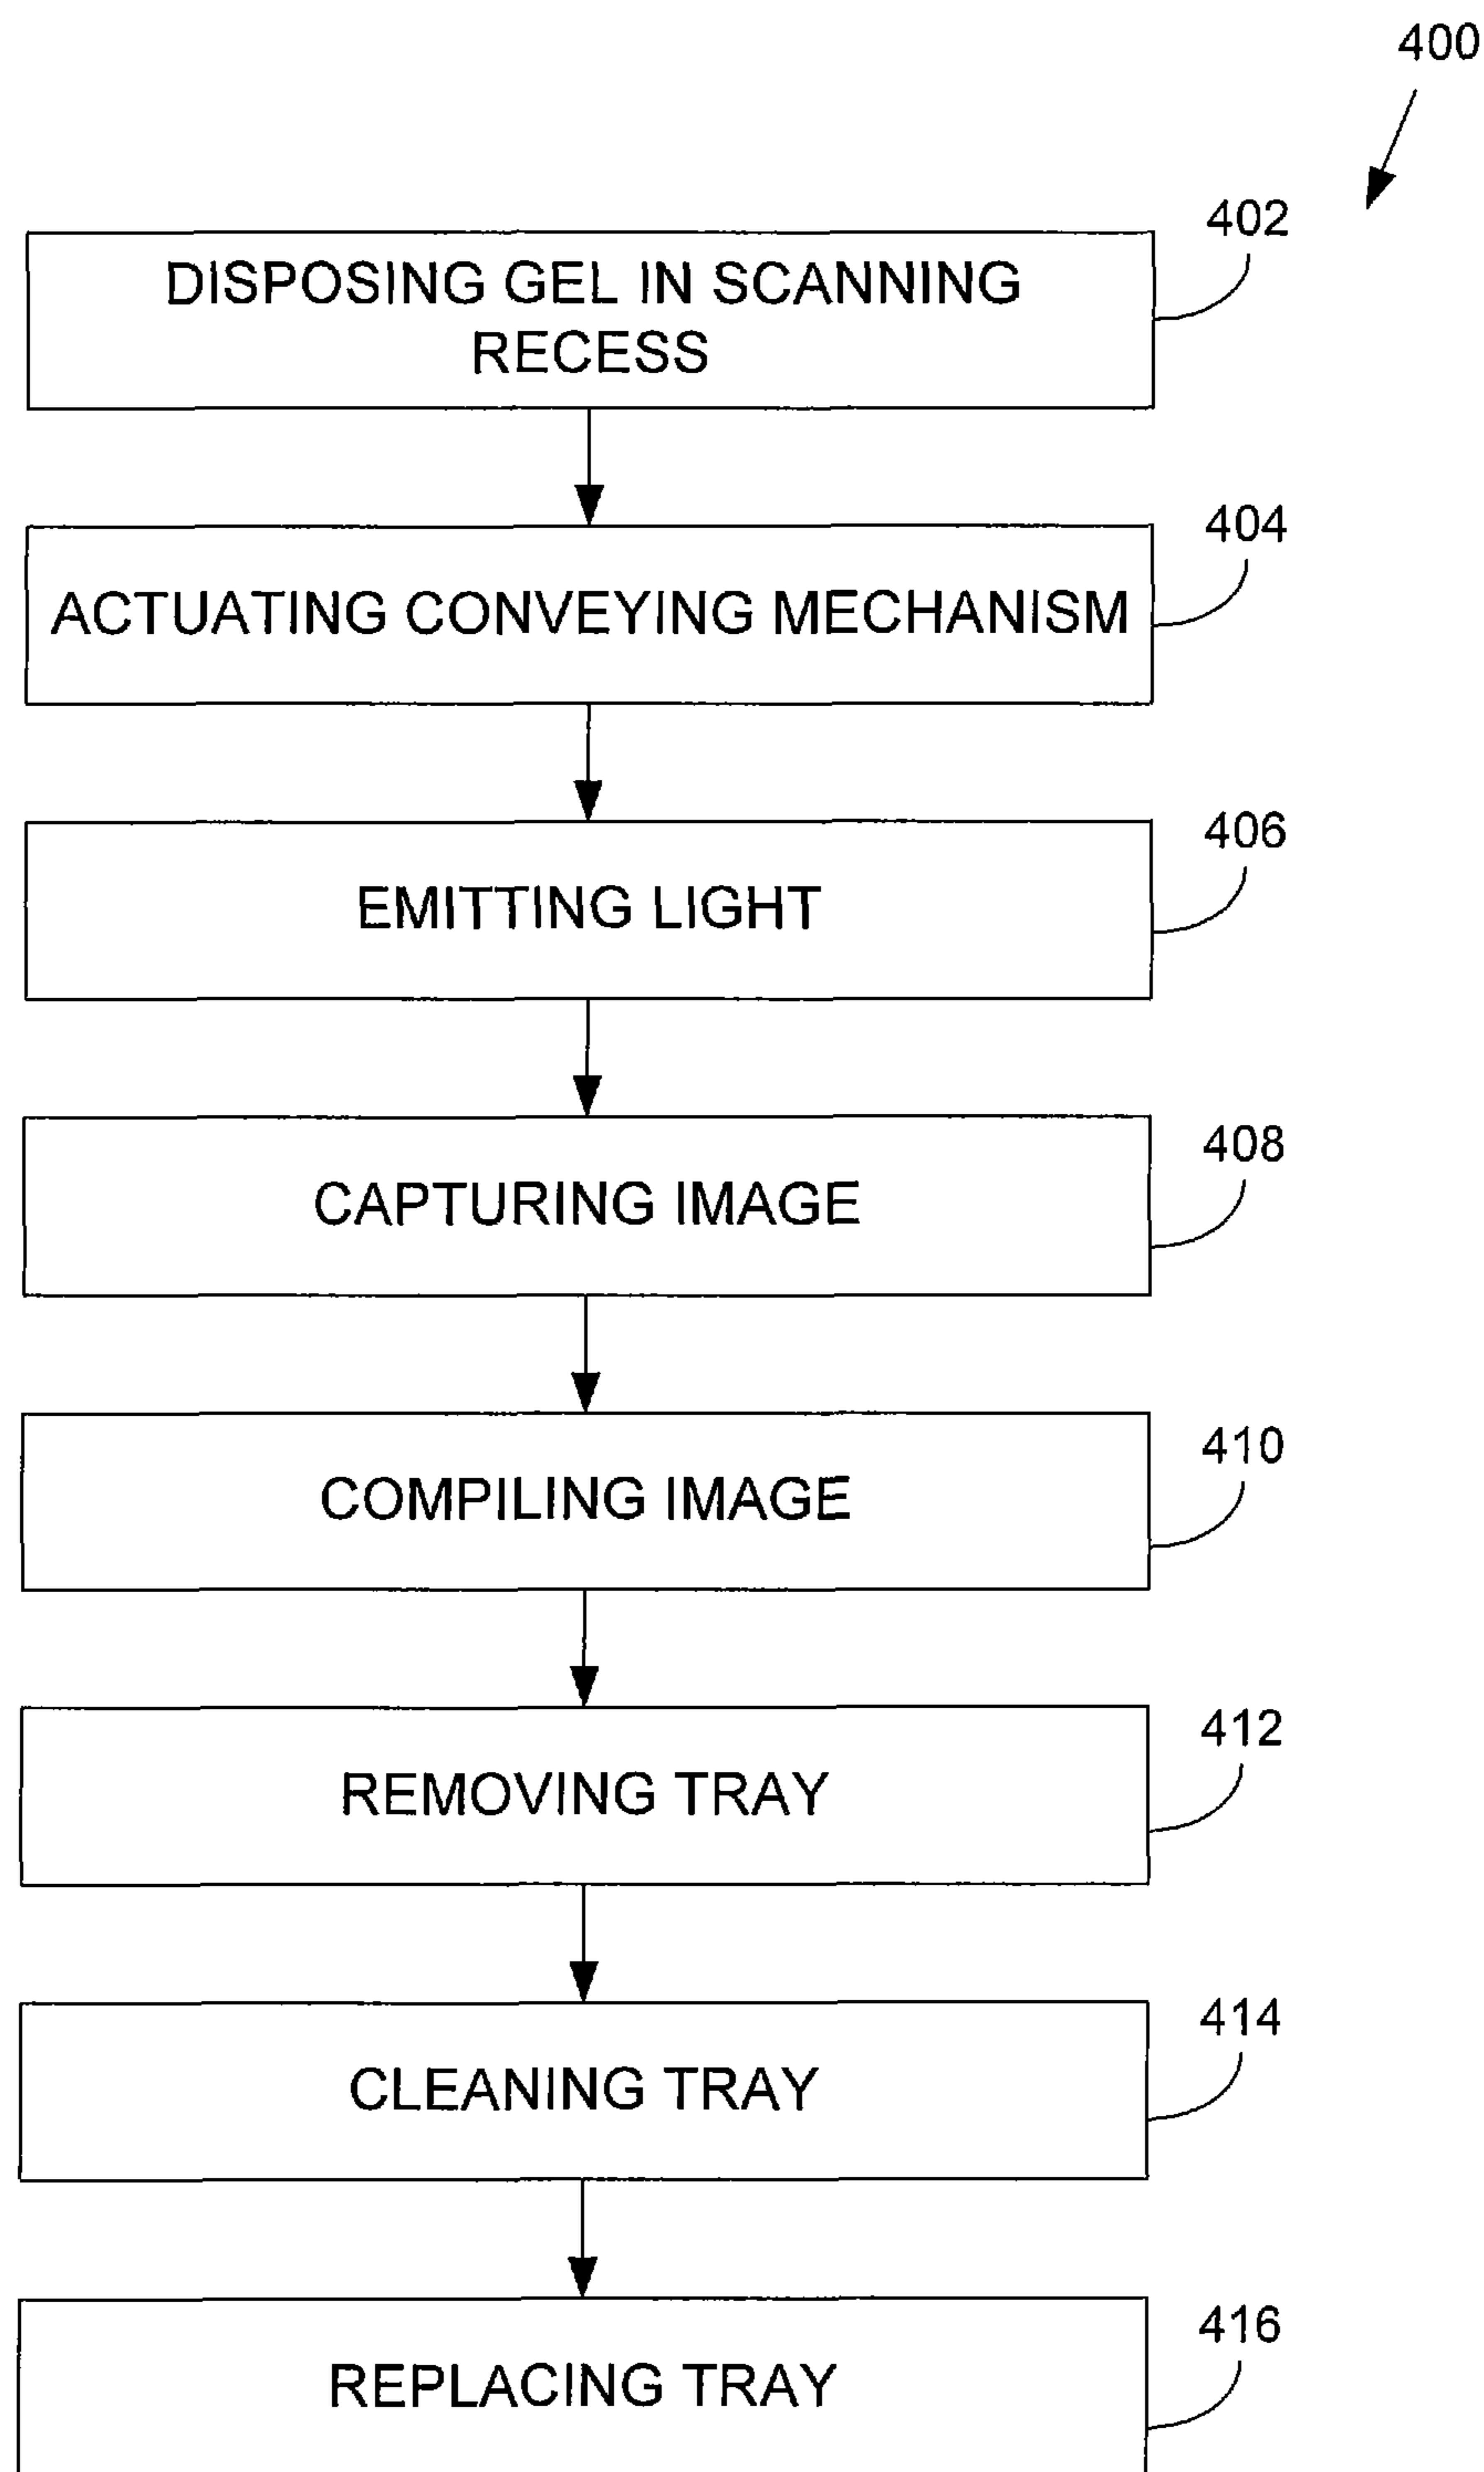 400
402
DISPOSING GEL IN SCANNING
RECESS
404
ACTUATING CONVEYING MECHANISM
406
EMITTING LIGHT
408
CAPTURING IMAGE
410
COMPILING IMAGE
412
REMOVING TRAY
414
CLEANING TRAY
416
REPLACING TRAY